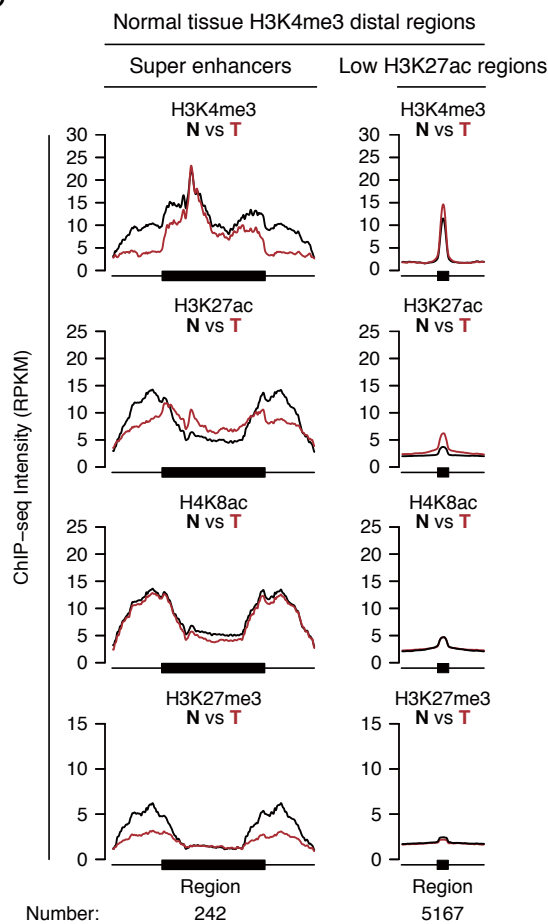 Normal tissue H3K4me3 distal regions
Super enhancers
Low H3K27ac regions
H3K4me3
N vs T
30
25
20
15
10
5
0
H3K4me3
N vs T
30
25
20
15
10
5
0
H3K27ac
N vs T
25
20
15
10
5
0
H3K27ac
N vs T
25
20
15
10
5
0
ChIP−seq Intensity (RPKM)
H4K8ac
N vs T
25
20
15
10
5
0
H4K8ac
N vs T
25
20
15
10
5
0
H3K27me3
N vs T
15
10
5
0
H3K27me3
N vs T
15
10
5
0
Region
Region
Number: 242 5167